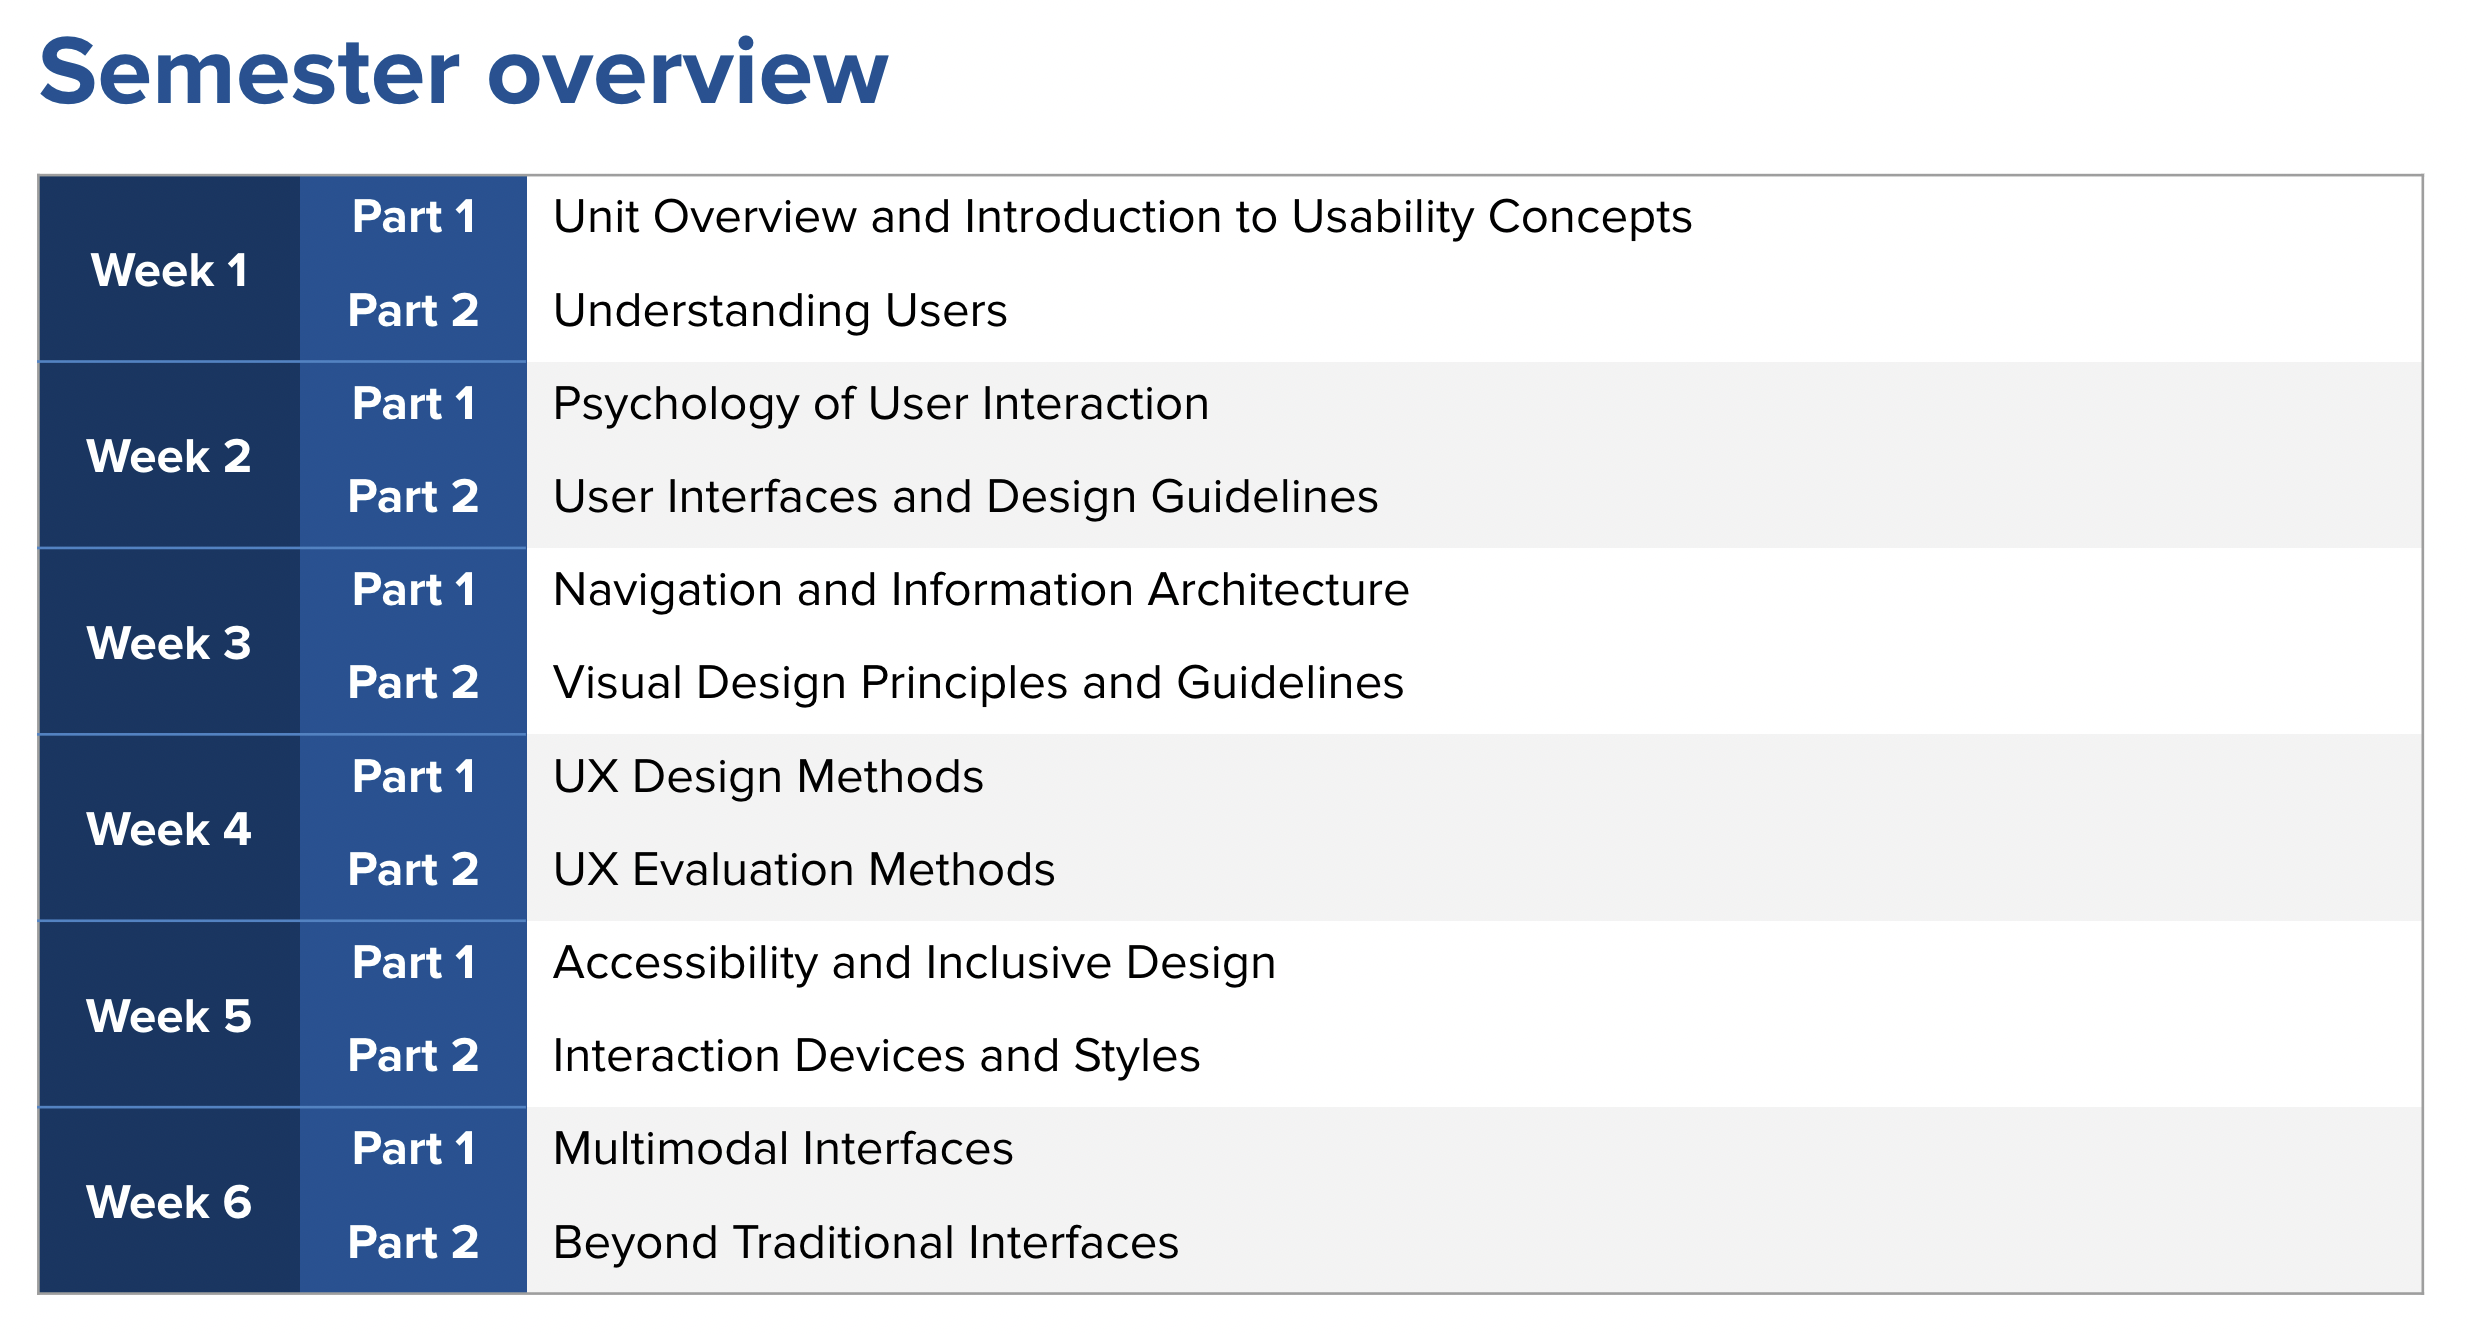 Semester overview
Week 1
Part 1 Unit Overview and Introduction to Usability Concepts
Part 2 Understanding Users
Week 2
Part 1 Psychology of User Interaction
Part 2 User Interfaces and Design Guidelines
Week 3
Part 1 Navigation and Information Architecture
Part 2 Visual Design Principles and Guidelines
Week 4
Part 1 UX Design Methods
Part 2 UX Evaluation Methods
Week 5
Part 1 Accessibility and Inclusive Design
Part 2 Interaction Devices and Styles
Week 6
Part 1 Multimodal Interfaces
Part 2 Beyond Traditional Interfaces